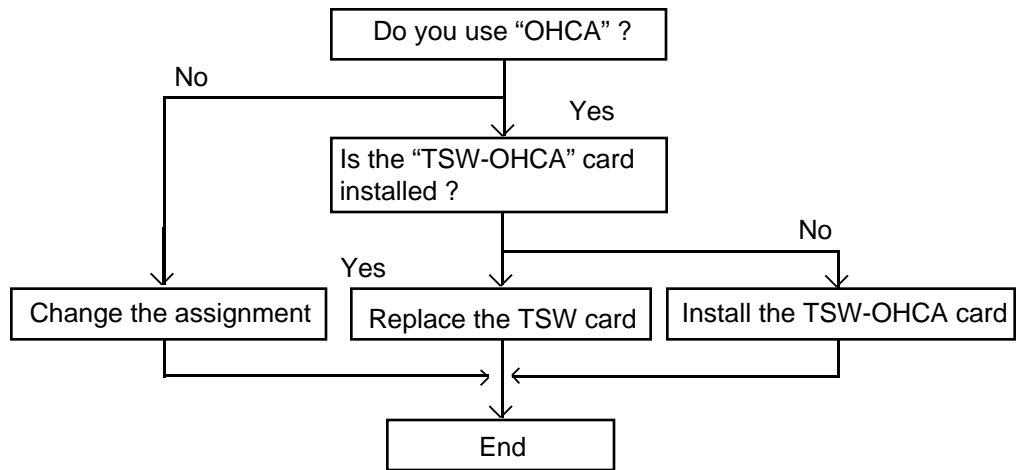 Do you use “OHCA” ?
No
Yes
Is the “TSW-OHCA” card
installed ?
No
Yes
Change the assignment
Replace the TSW card
Install the TSW-OHCA card
End